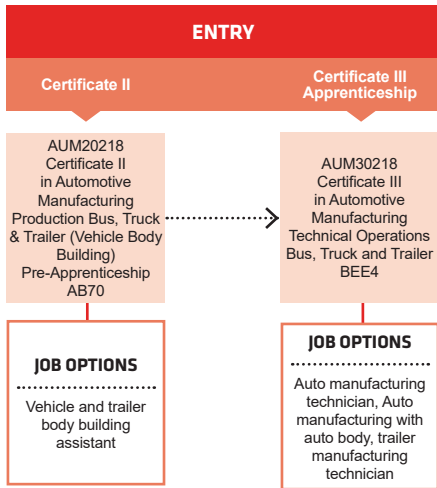 ENTRY
Certificate II
Certificate III
Apprenticeship
AUM20218
Certificate II
in Automotive
Manufacturing
Production Bus, Truck
& Trailer (Vehicle Body
Building)
Pre-Apprenticeship
AB70
AUM30218
Certificate III
in Automotive
Manufacturing
Technical Operations
Bus, Truck and Trailer
BEE4
JOB OPTIONS
Vehicle and trailer
body building
assistant
JOB OPTIONS
Auto manufacturing
technician, Auto
manufacturing with
auto body, trailer
manufacturing
technician